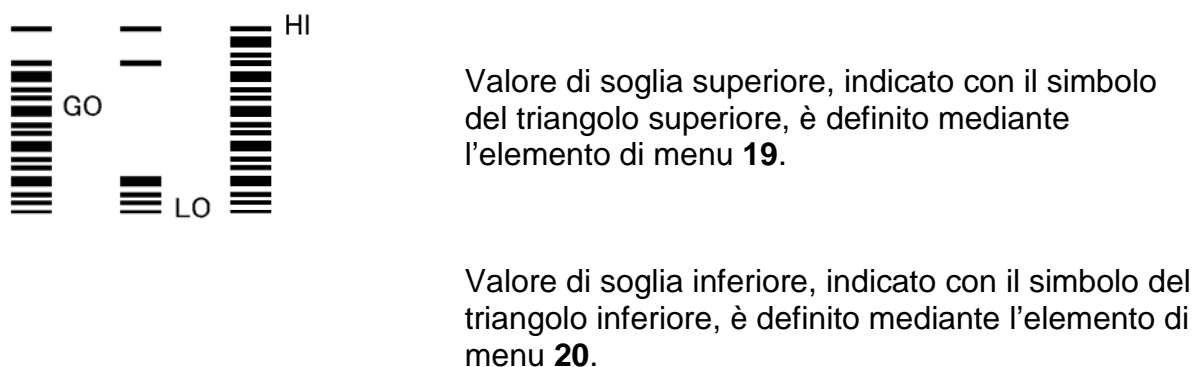 HI
GO
LO
Valore di soglia superiore, indicato con il simbolo
del triangolo superiore, è definito mediante
l'elemento di menu 19.
Valore di soglia inferiore, indicato con il simbolo del
triangolo inferiore, è definito mediante l'elemento di
menu 20.